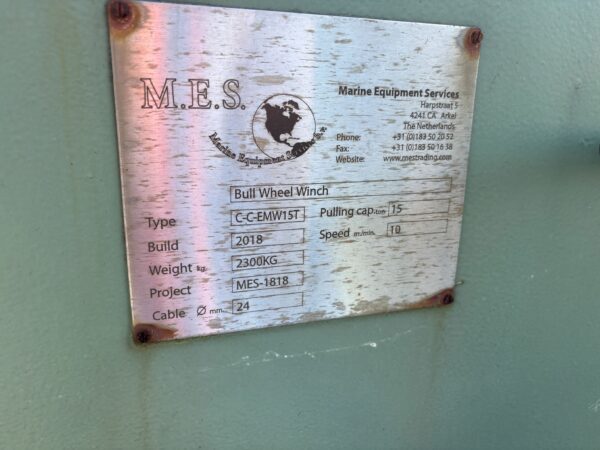 M.E.S.
Marine Equipment Services
Marine Equipment Services
Harpstraat 5
4241 CA Arkel
The Netherlands
Phone: +31 (0)183 50 20 52
Fax: +31 (0)183 50 16 38
Website: www.mestrading.com
Bull Wheel Winch
Type C-C-EMW15T Pulling cap. ton 15
Build 2018 Speed m./min. 10
Weight kg. 2300KG
Project MES-1818
Cable Ø mm. 24